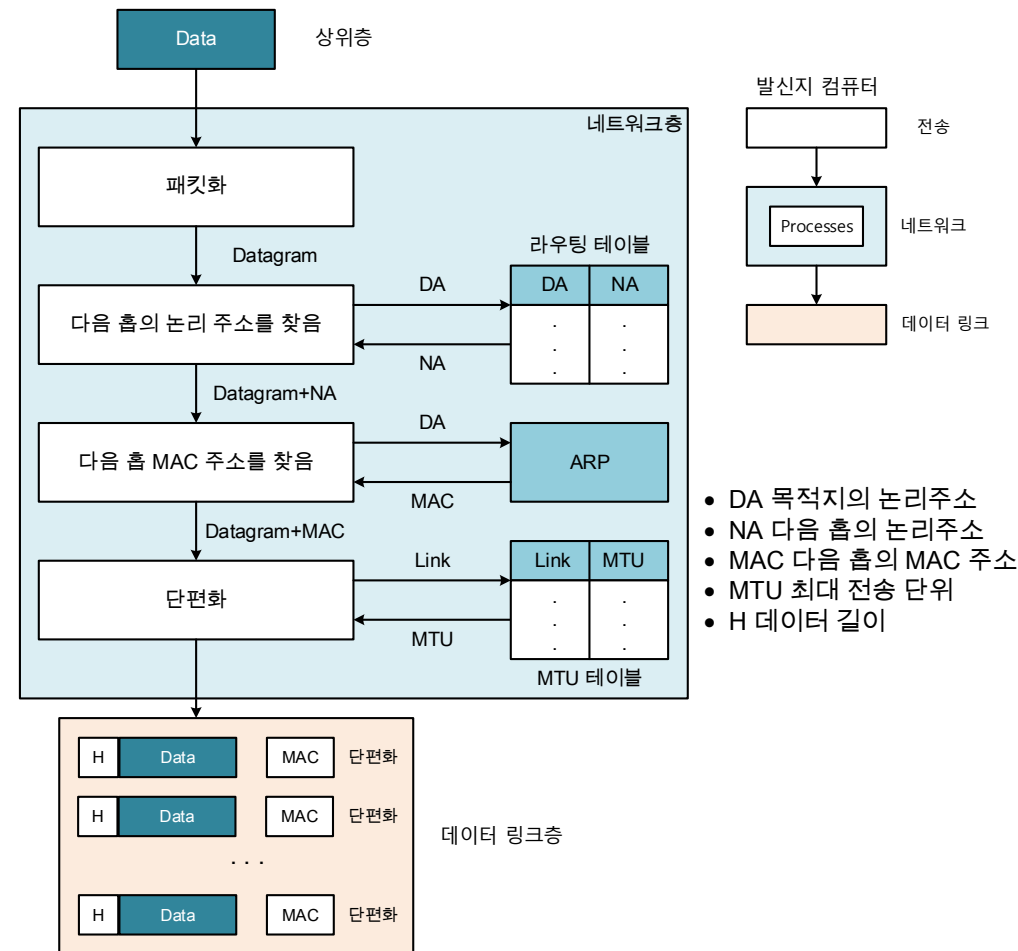 Data
상위층
발신지 컴퓨터
전송
Processes
네트워크
데이터 링크
네트워크층
패킷화
Datagram
라우팅 테이블
다음 홉의 논리 주소를 찾음
DA
NA
DA
NA
.
.
.
.
.
.
Datagram+NA
다음 홉 MAC 주소를 찾음
DA
MAC
ARP
Datagram+MAC
단편화
Link
MTU
Link
MTU
.
.
.
.
.
.
MTU 테이블
• DA 목적지의 논리주소
• NA 다음 홉의 논리주소
• MAC 다음 홉의 MAC 주소
• MTU 최대 전송 단위
• H 데이터 길이
H
Data
MAC
단편화
H
Data
MAC
단편화
. . .
H
Data
MAC
단편화
데이터 링크층